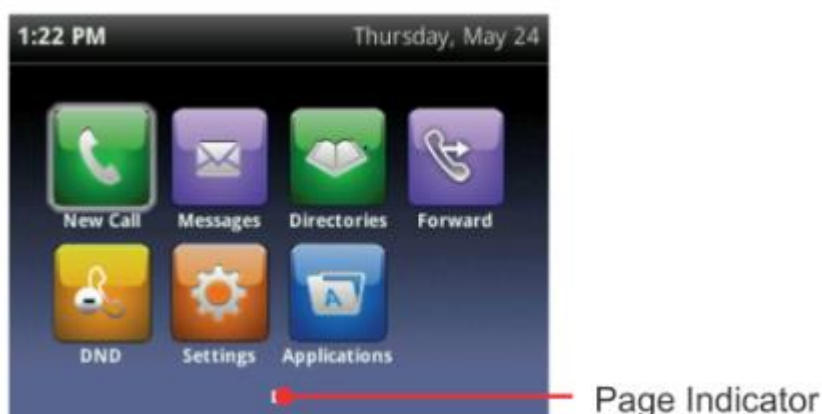 1:22 PM Thursday, May 24
New Call Messages Directories Forward
A
DND Settings Applications
Page Indicator